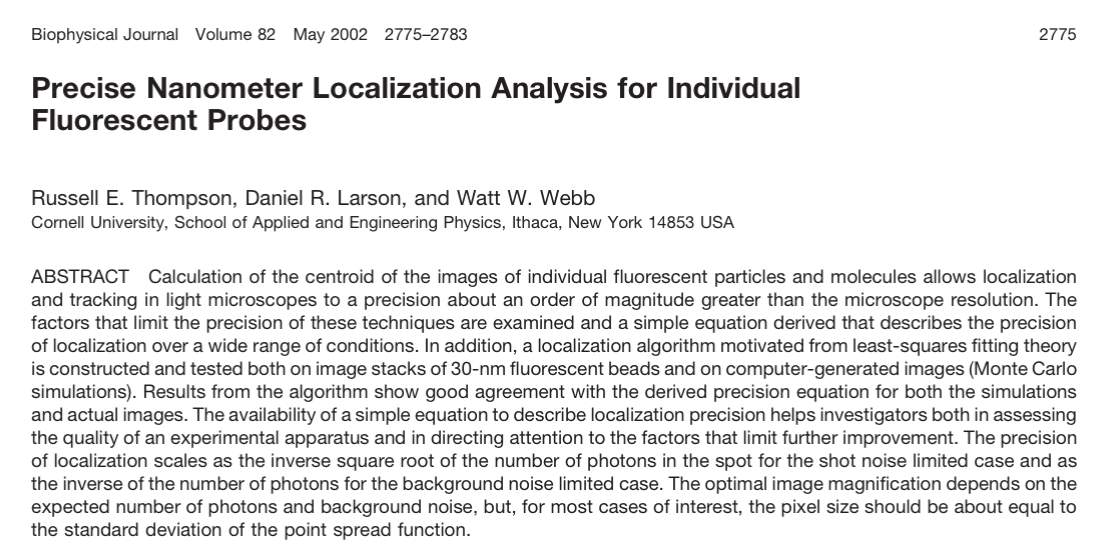 Biophysical Journal Volume 82 May 2002 2775–2783 2775
Precise Nanometer Localization Analysis for Individual
Fluorescent Probes
Russell E. Thompson, Daniel R. Larson, and Watt W. Webb
Cornell University, School of Applied and Engineering Physics, Ithaca, New York 14853 USA
ABSTRACT Calculation of the centroid of the images of individual fluorescent particles and molecules allows localization
and tracking in light microscopes to a precision about an order of magnitude greater than the microscope resolution. The
factors that limit the precision of these techniques are examined and a simple equation derived that describes the precision
of localization over a wide range of conditions. In addition, a localization algorithm motivated from least-squares fitting theory
is constructed and tested both on image stacks of 30-nm fluorescent beads and on computer-generated images (Monte Carlo
simulations). Results from the algorithm show good agreement with the derived precision equation for both the simulations
and actual images. The availability of a simple equation to describe localization precision helps investigators both in assessing
the quality of an experimental apparatus and in directing attention to the factors that limit further improvement. The precision
of localization scales as the inverse square root of the number of photons in the spot for the shot noise limited case and as
the inverse of the number of photons for the background noise limited case. The optimal image magnification depends on the
expected number of photons and background noise, but, for most cases of interest, the pixel size should be about equal to
the standard deviation of the point spread function.